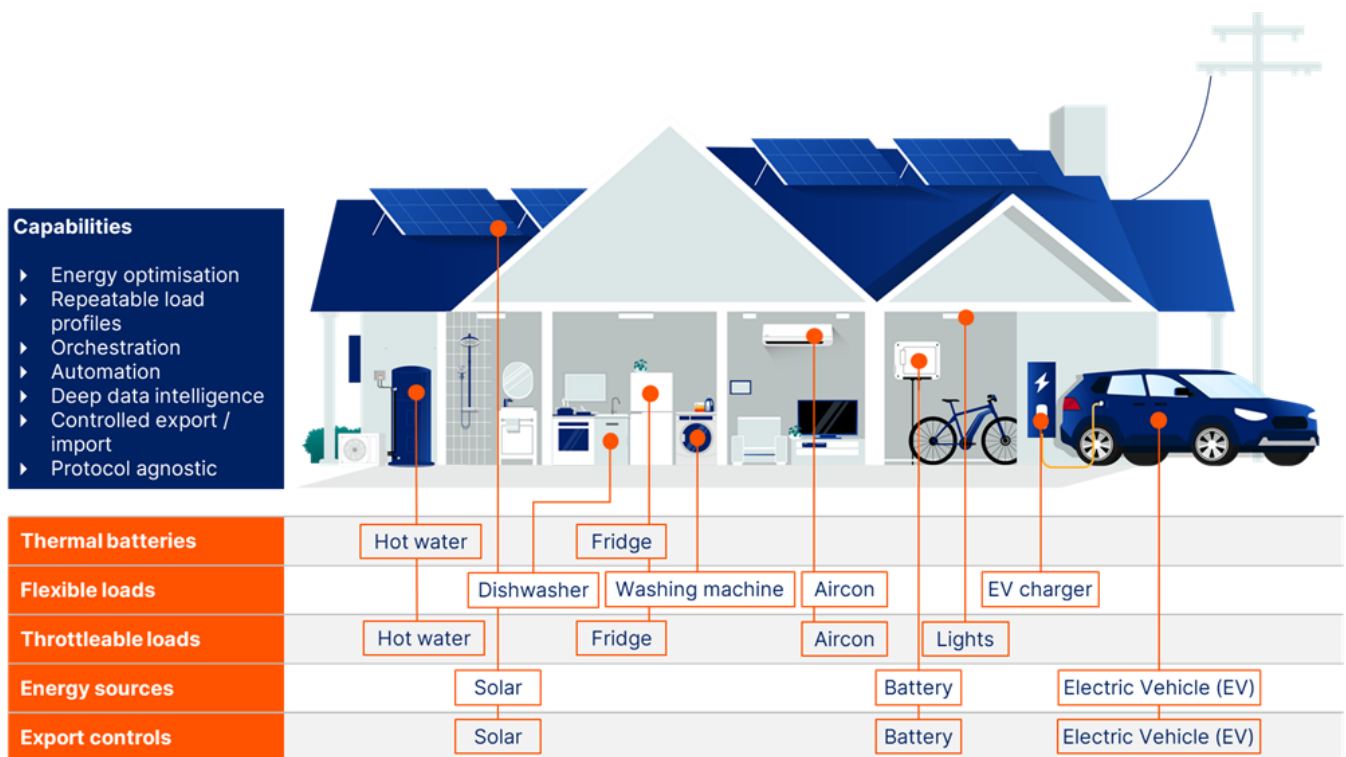 Capabilities
Energy optimisation
Repeatable load
profiles
Orchestration
Automation
Deep data intelligence
Controlled export /
import
Protocol agnostic
Thermal batteries Hot water Fridge
Flexible loads Dishwasher Washing machine Aircon EV charger
Throttleable loads Hot water Fridge Aircon Lights
Energy sources Solar Battery Electric Vehicle (EV)
Export controls Solar Battery Electric Vehicle (EV)